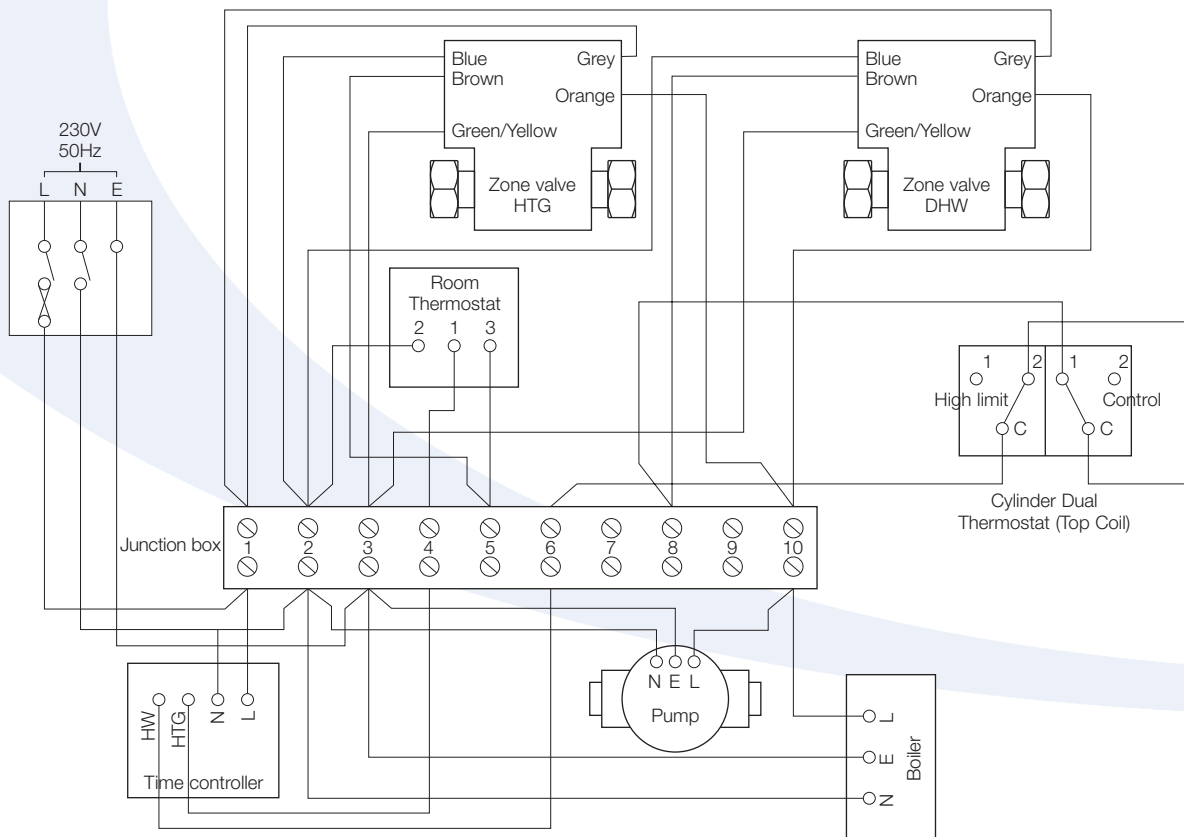 Blue
Grey
Brown
Orange
Green/Yellow
Zone valve
HTG
Blue
Grey
Brown
Orange
Green/Yellow
Zone valve
DHW
230V
50Hz
L N E
Room
Thermostat
2 1 3
1 2 1 2
High limit
Control
C C
Cylinder Dual
Thermostat (Top Coil)
Junction box
1 2 3 4 5 6 7 8 9 10
HW HTG N L
Time controller
N E L
Pump
L
E
N
Boiler